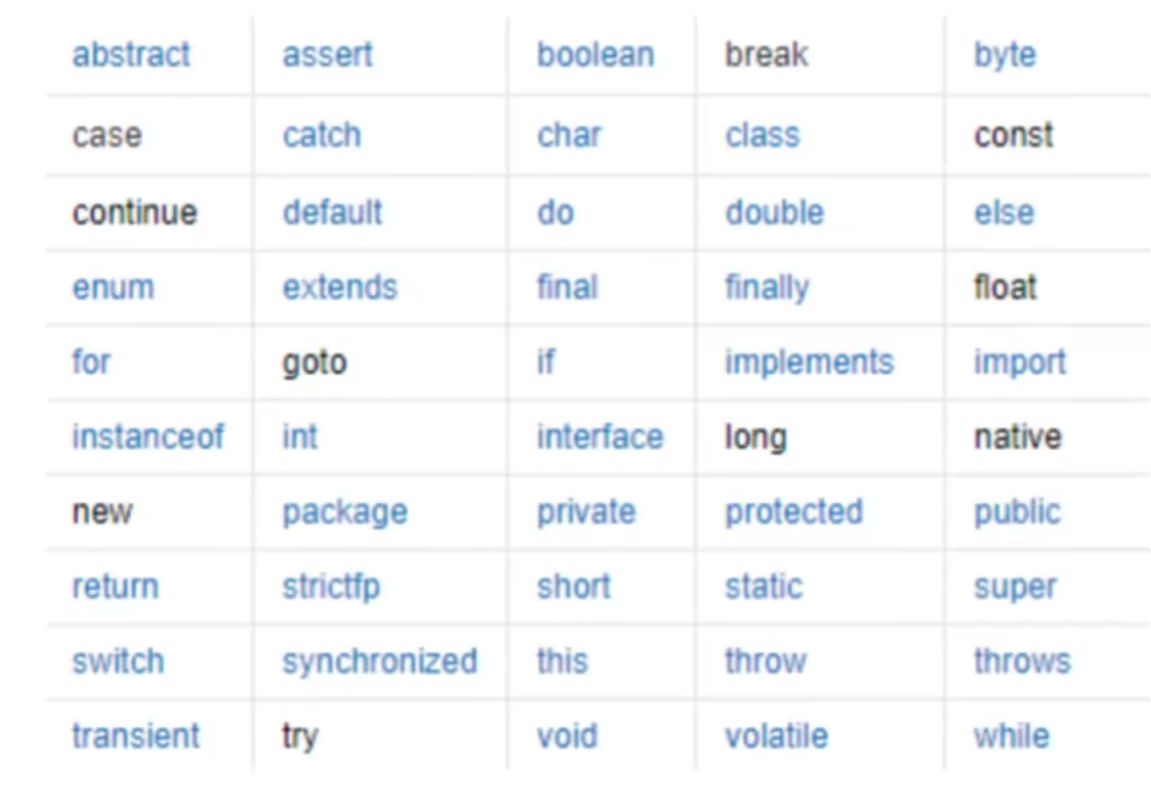 abstract assert boolean break byte
case catch char class const
continue default do double else
enum extends final finally float
for goto if implements import
instanceof int interface long native
new package private protected public
return strictfp short static super
switch synchronized this throw throws
transient try void volatile while